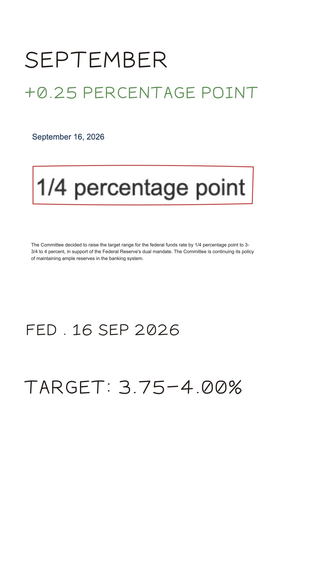 SEPTEMBER
+0.25 PERCENTAGE POINT
September 16, 2026
1/4 percentage point
The Committee decided to raise the target range for the federal funds rate by 1/4 percentage point to 3-
3/4 to 4 percent, in support of the Federal Reserve's dual mandate. The Committee is continuing its policy
of maintaining ample reserves in the banking system.
FED . 16 SEP 2026
TARGET: 3.75–4.00%